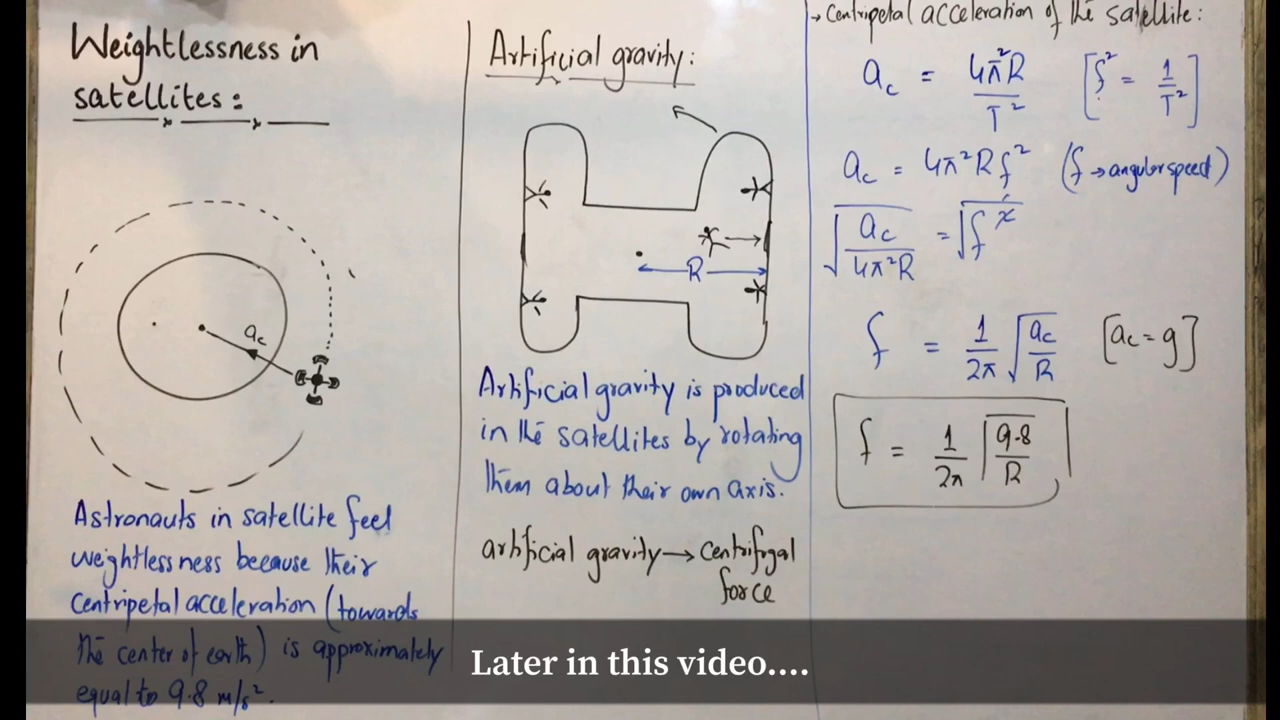 Weightlessness in
satellites:
ac
Astronauts in satellite feel
weightlessness because their
centripetal acceleration (towards
the center of earth) is approximately
equal to 9.8 m/s².
Artificial gravity:
R
Artificial gravity is produced
in the satellites by rotating
them about their own axis.
artificial gravity → centrifugal
force
→ Centripetal acceleration of the satellite:
ac = 4π²R / T² [f² = 1/T²]
ac = 4π²Rf² (f → angular speed)
√(ac / 4π²R) = √f²
f = 1/2π √(ac/R) [ac = g]
f = 1/2π √(9.8/R)
Later in this video....